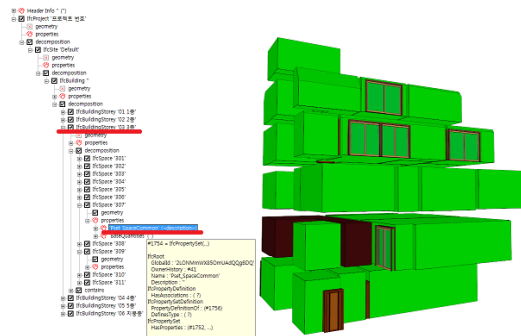 Header Info '' (*)
IfcProject '프로젝트 번호'
geometry
properties
decomposition
IfcSite 'Default'
geometry
properties
decomposition
IfcBuilding ''
geometry
properties
decomposition
IfcBuildingStorey '01 1층'
IfcBuildingStorey '02 2층'
IfcBuildingStorey '03 3층'
geometry
properties
decomposition
IfcSpace '301'
IfcSpace '302'
IfcSpace '303'
IfcSpace '304'
IfcSpace '305'
IfcSpace '306'
IfcSpace '307'
geometry
properties
Pset_SpaceCommon (<description>)
BaseQuantities ( )
IfcSpace '308'
IfcSpace '309'
geometry
properties
IfcSpace '310'
IfcSpace '311'
contains
IfcBuildingStorey '04 4층'
IfcBuildingStorey '05 5층'
IfcBuildingStorey '06 지붕층'
#1754 = IfcPropertySet(...)
IfcRoot
GlobalId :
OwnerHistory : #41
Name : 'Pset_SpaceCommon'
Description : ''
IfcPropertyDefinition
HasAssociations : ( ?)
IfcPropertySetDefinition
PropertyDefinitionOf : (#1756)
DefinesType : ( ?)
IfcPropertySet
HasProperties : (#1752, ...)